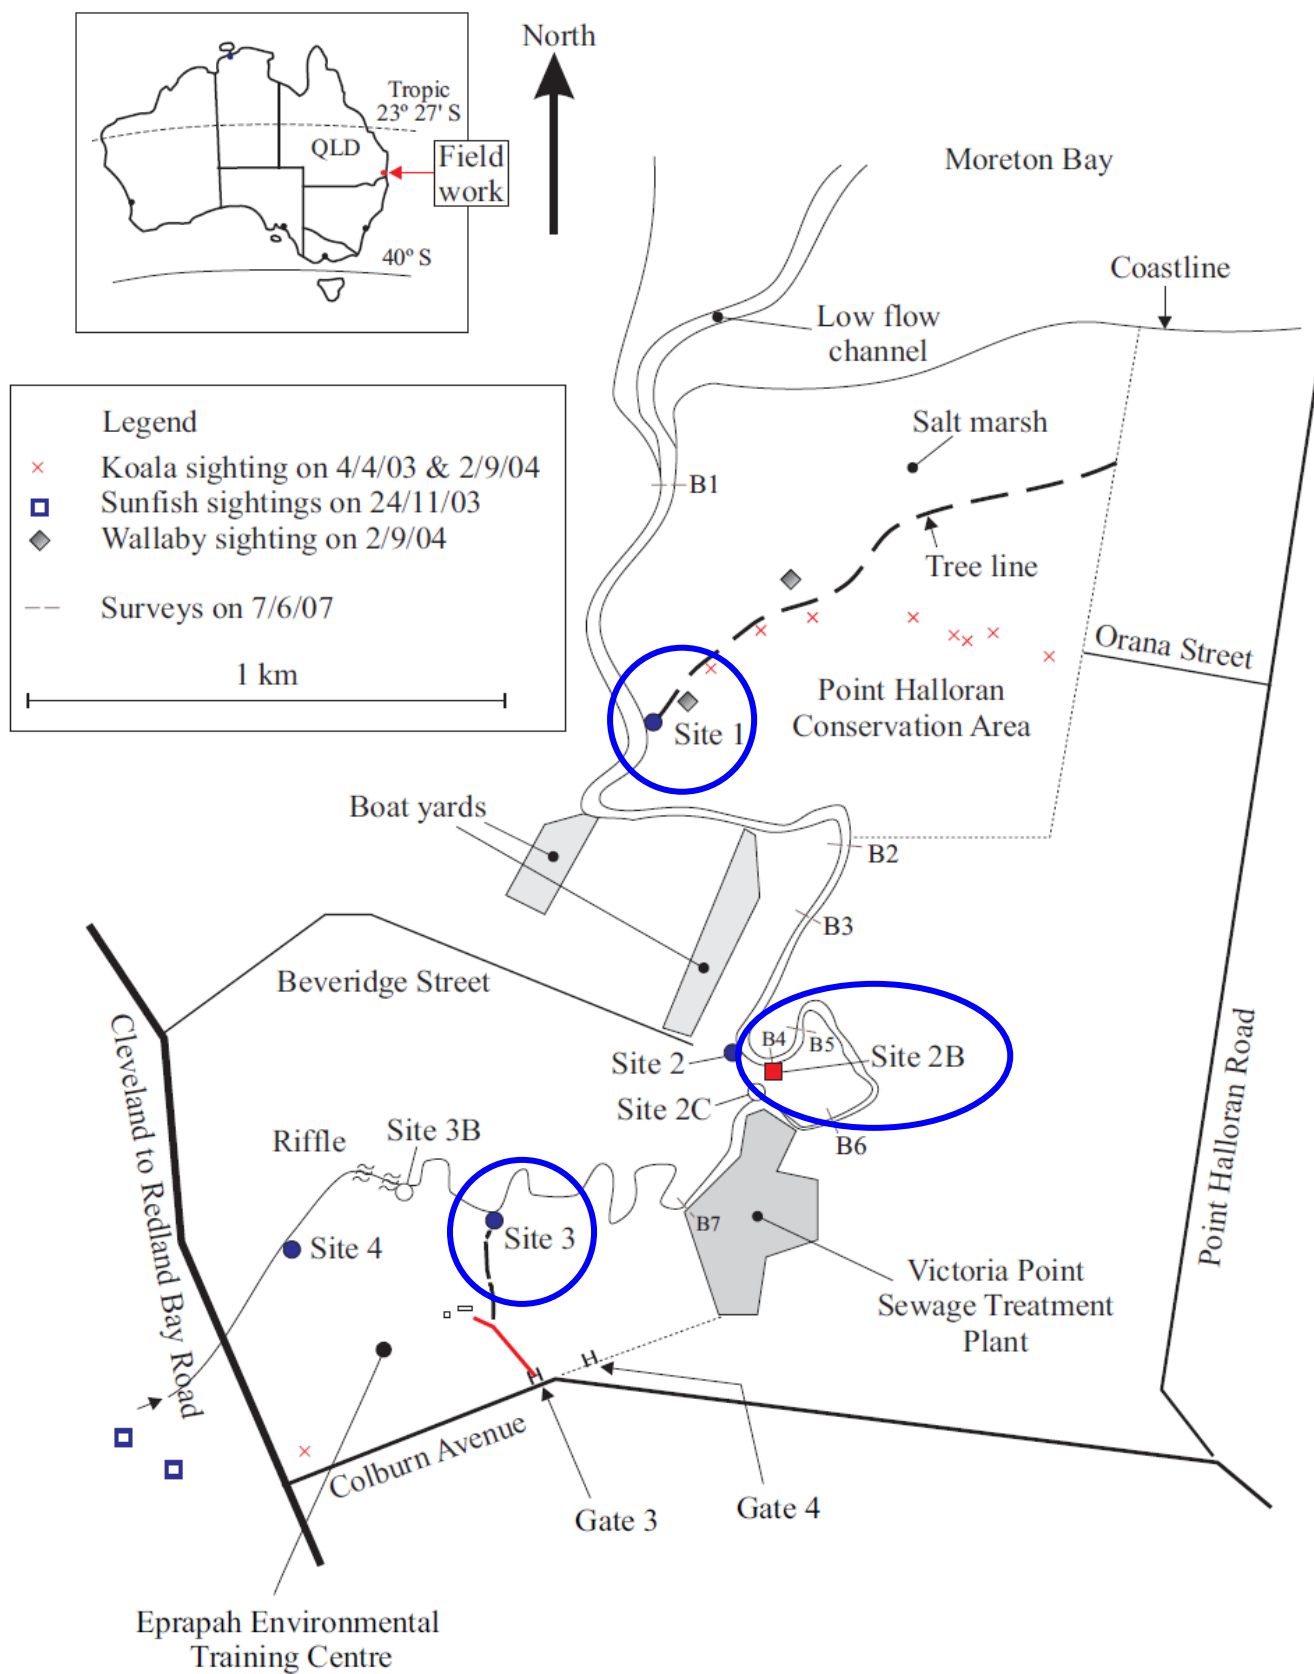 North
Tropic
23º 27' S
QLD
Field
work
40º S
Moreton Bay
Coastline
Low flow
channel
Legend
Koala sighting on 4/4/03 & 2/9/04
Sunfish sightings on 24/11/03
Wallaby sighting on 2/9/04
Surveys on 7/6/07
1 km
Salt marsh
B1
Tree line
Orana Street
Point Halloran
Conservation Area
Site 1
Boat yards
B2
B3
Beveridge Street
Cleveland to Redland Bay Road
Point Halloran Road
Site 2
B4
B5
Site 2B
Site 2C
B6
Riffle
Site 3B
Site 3
B7
Site 4
Victoria Point
Sewage Treatment
Plant
Colburn Avenue
Gate 3
Gate 4
Eprapah Environmental
Training Centre